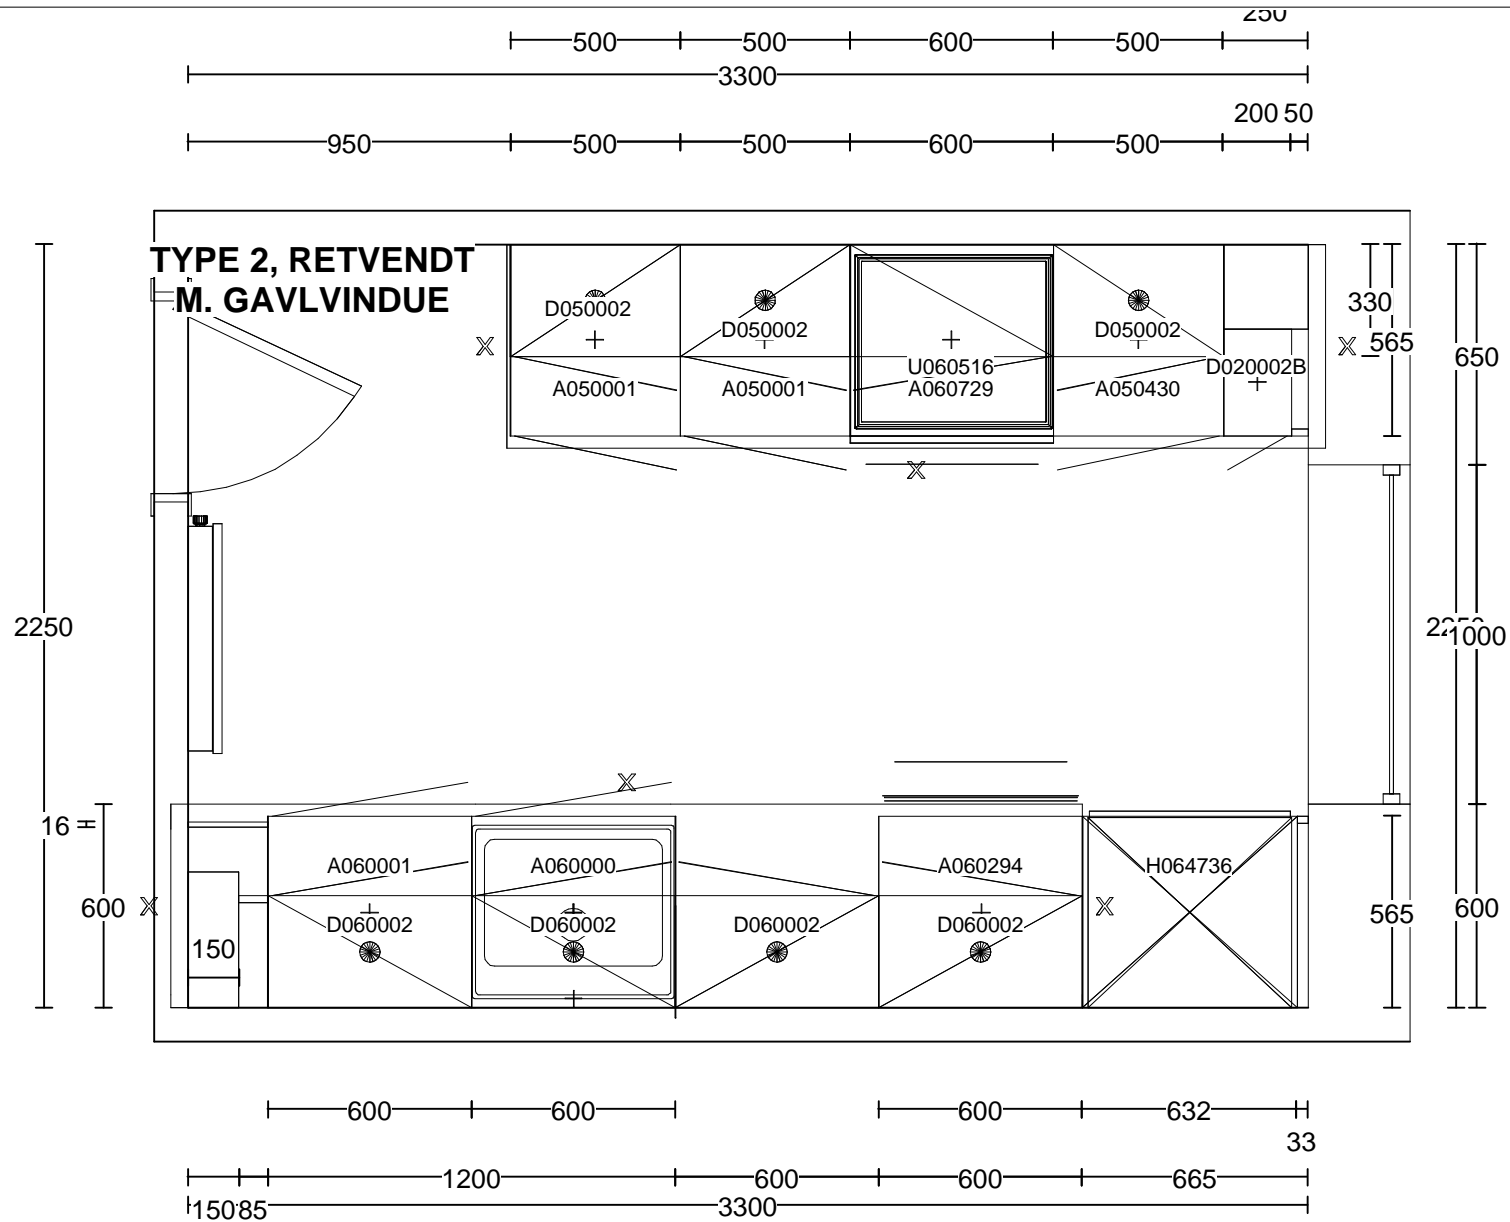 250
500 500 600 500
3300
200 50
950 500 500 600 500
TYPE 2, RETVENDT
M. GAVLVINDUE
D050002
D050002
D050002
330
565
650
X
X
U060516
D020002B
A050001
A050001
A060729
A050430
X
2250
1000
X
16
A060001
A060000
A060294
H064736
600
X
X
565
600
D060002
D060002
D060002
D060002
150
600 600 600 632
33
1200 600 600 665
150 85 3300